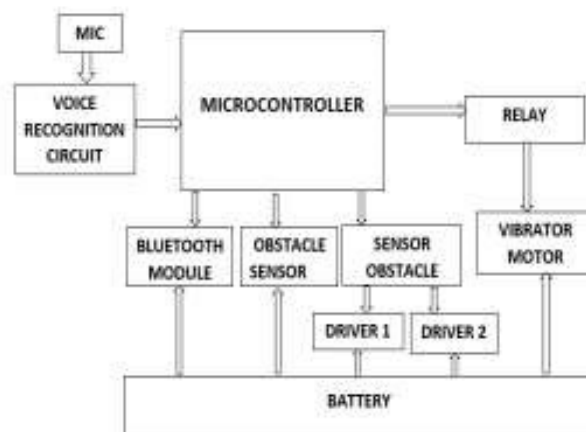 MIC
VOICE
RECOGNITION
CIRCUIT
MICROCONTROLLER
RELAY
BLUETOOTH
MODULE
OBSTACLE
SENSOR
SENSOR
OBSTACLE
VIBRATOR
MOTOR
DRIVER 1
DRIVER 2
BATTERY